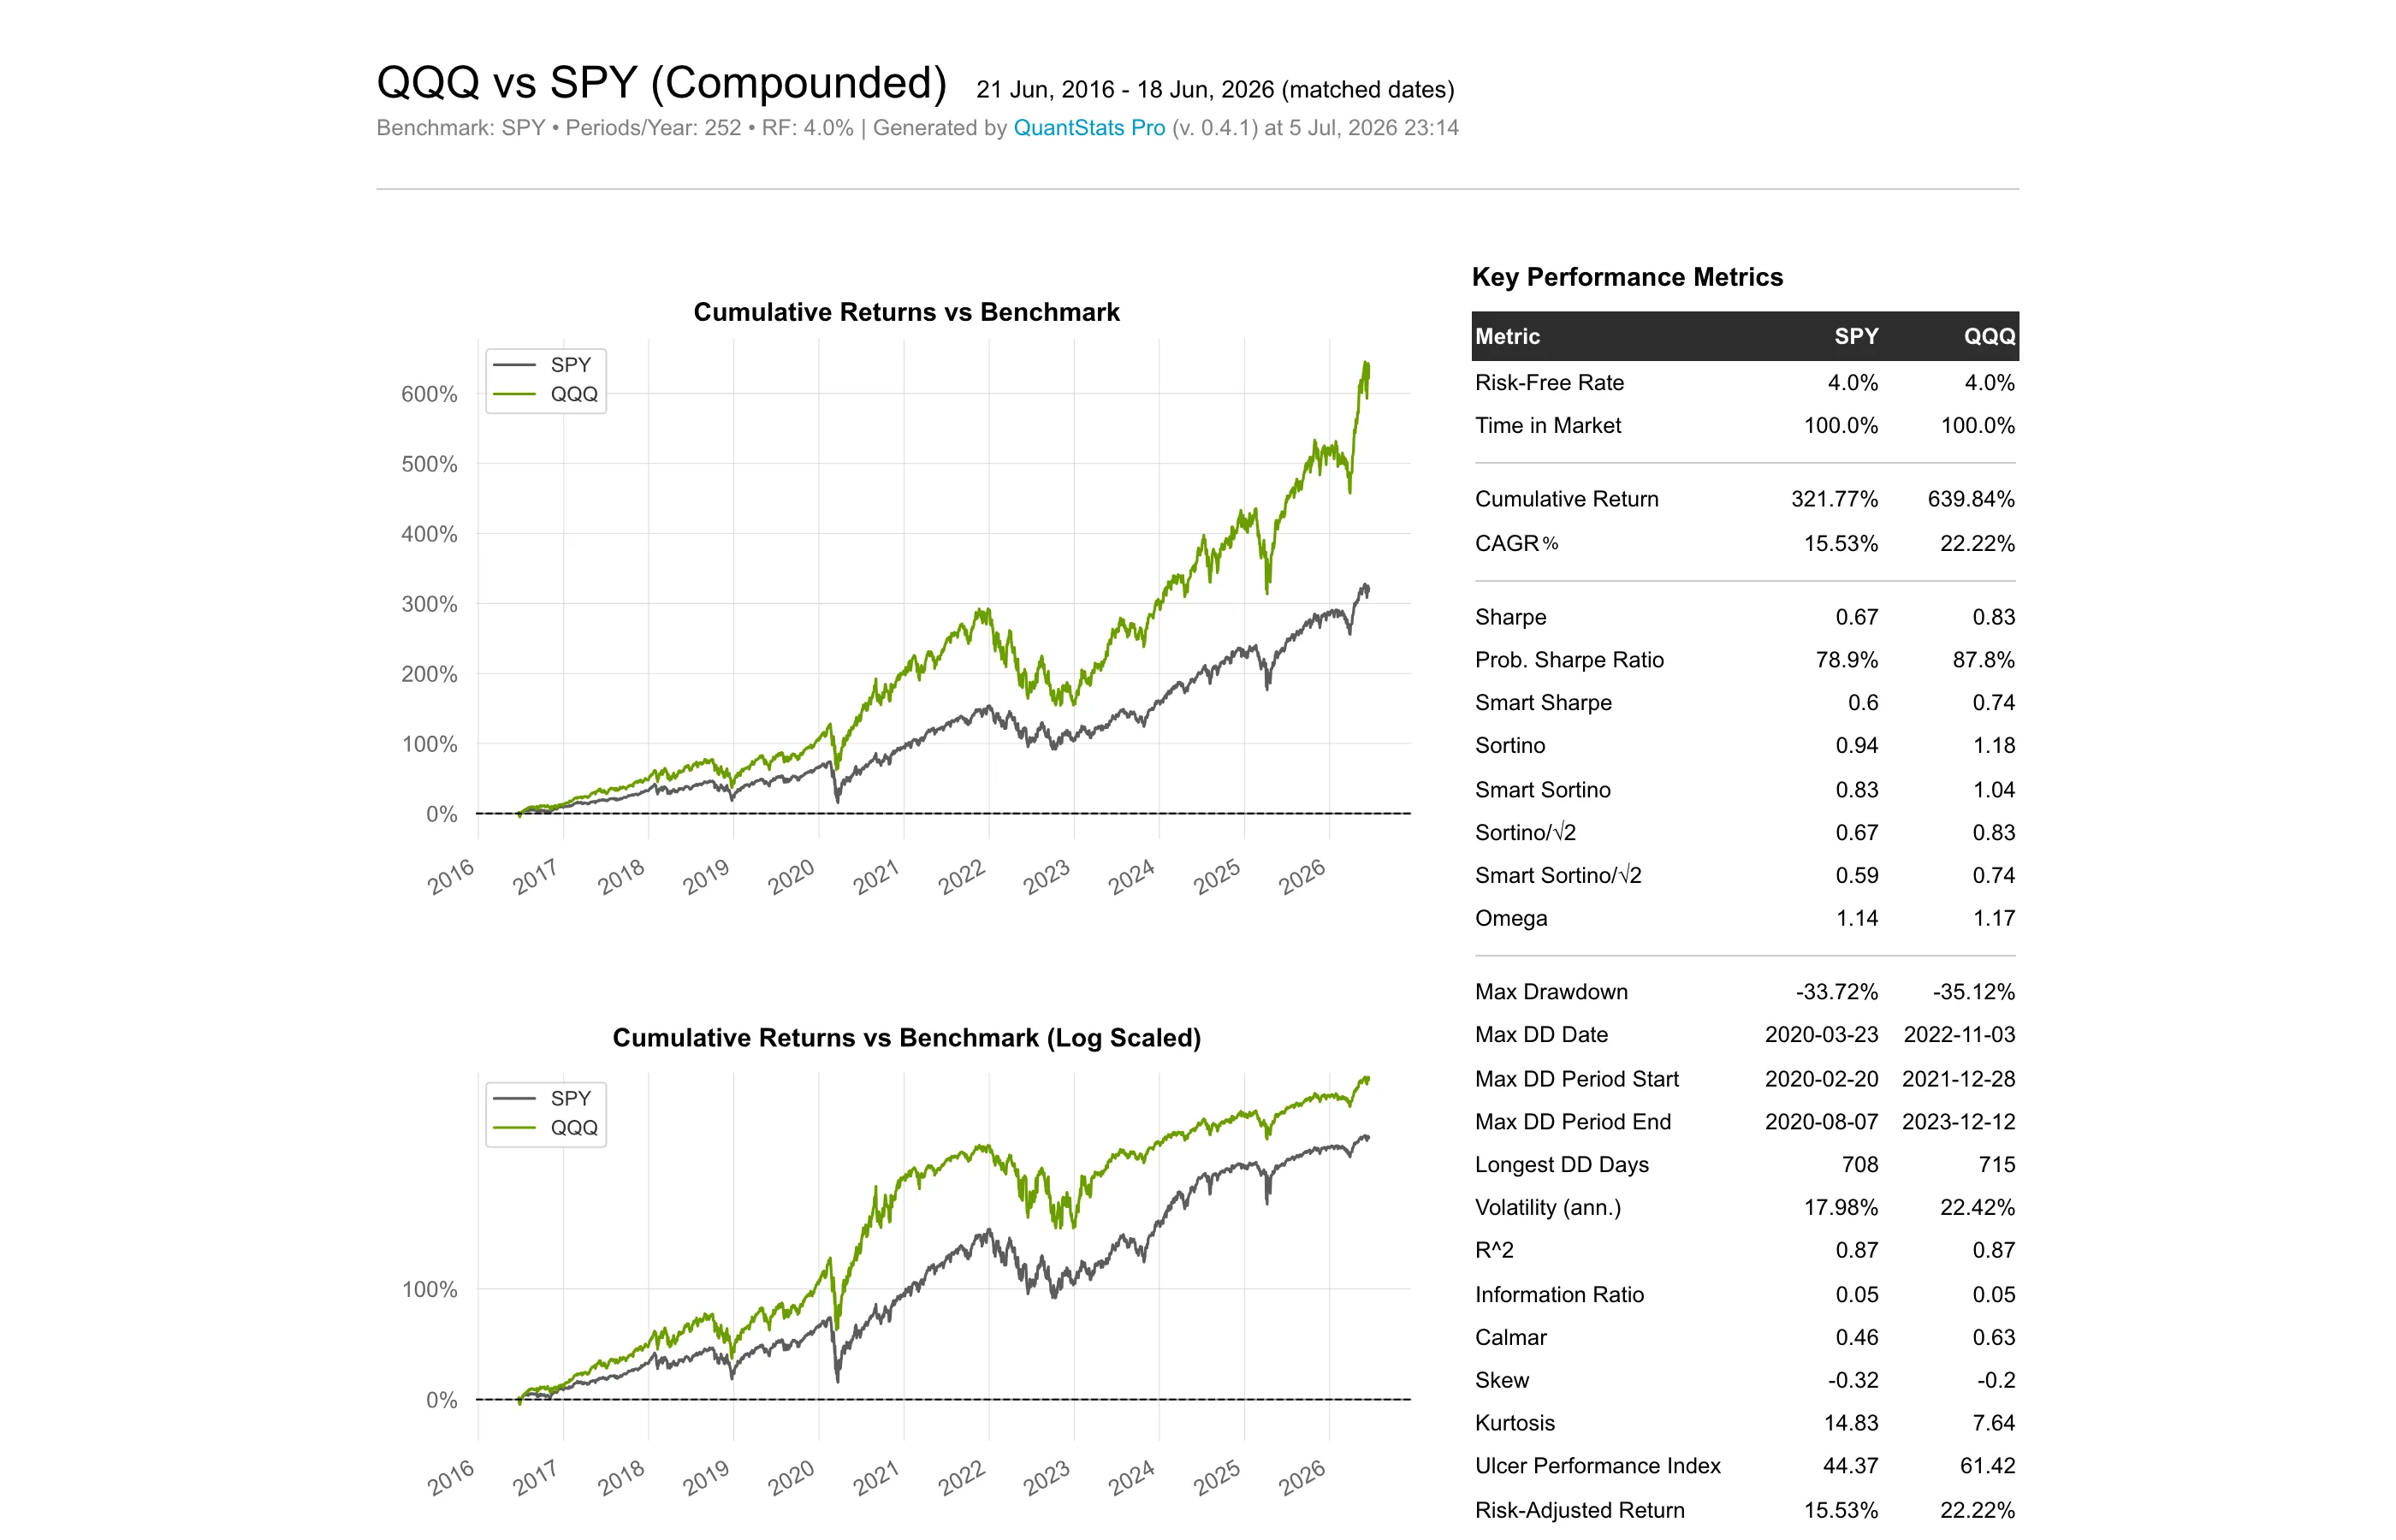 QQQ vs SPY (Compounded) 21 Jun, 2016 - 18 Jun, 2026 (matched dates)
Benchmark: SPY • Periods/Year: 252 • RF: 4.0% | Generated by QuantStats Pro (v. 0.4.1) at 5 Jul, 2026 23:14
Cumulative Returns vs Benchmark
SPY
QQQ
600%
500%
400%
300%
200%
100%
0%
2016 2017 2018 2019 2020 2021 2022 2023 2024 2025 2026
Cumulative Returns vs Benchmark (Log Scaled)
SPY
QQQ
100%
0%
2016 2017 2018 2019 2020 2021 2022 2023 2024 2025 2026
Key Performance Metrics
Metric SPY QQQ
Risk-Free Rate 4.0% 4.0%
Time in Market 100.0% 100.0%
Cumulative Return 321.77% 639.84%
CAGR﹪ 15.53% 22.22%
Sharpe 0.67 0.83
Prob. Sharpe Ratio 78.9% 87.8%
Smart Sharpe 0.6 0.74
Sortino 0.94 1.18
Smart Sortino 0.83 1.04
Sortino/√2 0.67 0.83
Smart Sortino/√2 0.59 0.74
Omega 1.14 1.17
Max Drawdown -33.72% -35.12%
Max DD Date 2020-03-23 2022-11-03
Max DD Period Start 2020-02-20 2021-12-28
Max DD Period End 2020-08-07 2023-12-12
Longest DD Days 708 715
Volatility (ann.) 17.98% 22.42%
R^2 0.87 0.87
Information Ratio 0.05 0.05
Calmar 0.46 0.63
Skew -0.32 -0.2
Kurtosis 14.83 7.64
Ulcer Performance Index 44.37 61.42
Risk-Adjusted Return 15.53% 22.22%